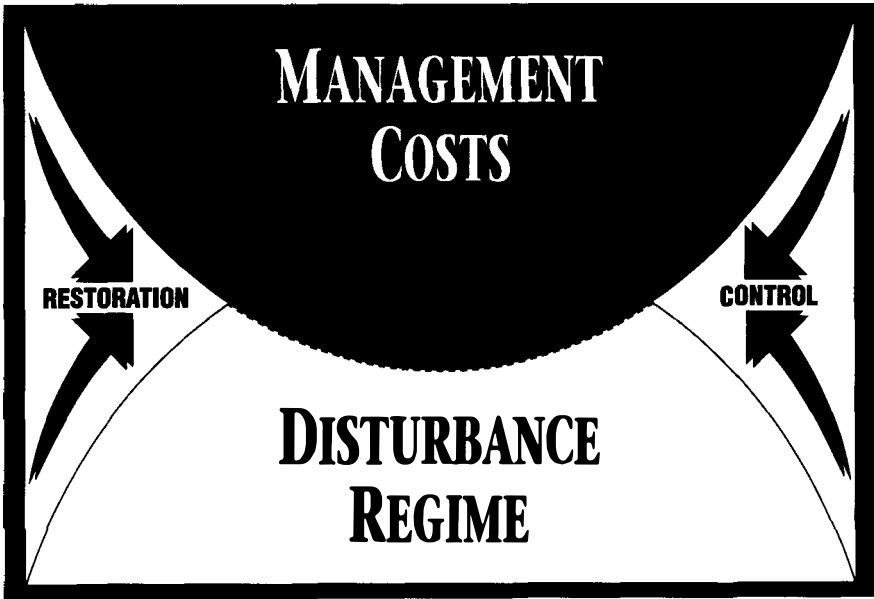 MANAGEMENT
COSTS
RESTORATION
CONTROL
DISTURBANCE
REGIME